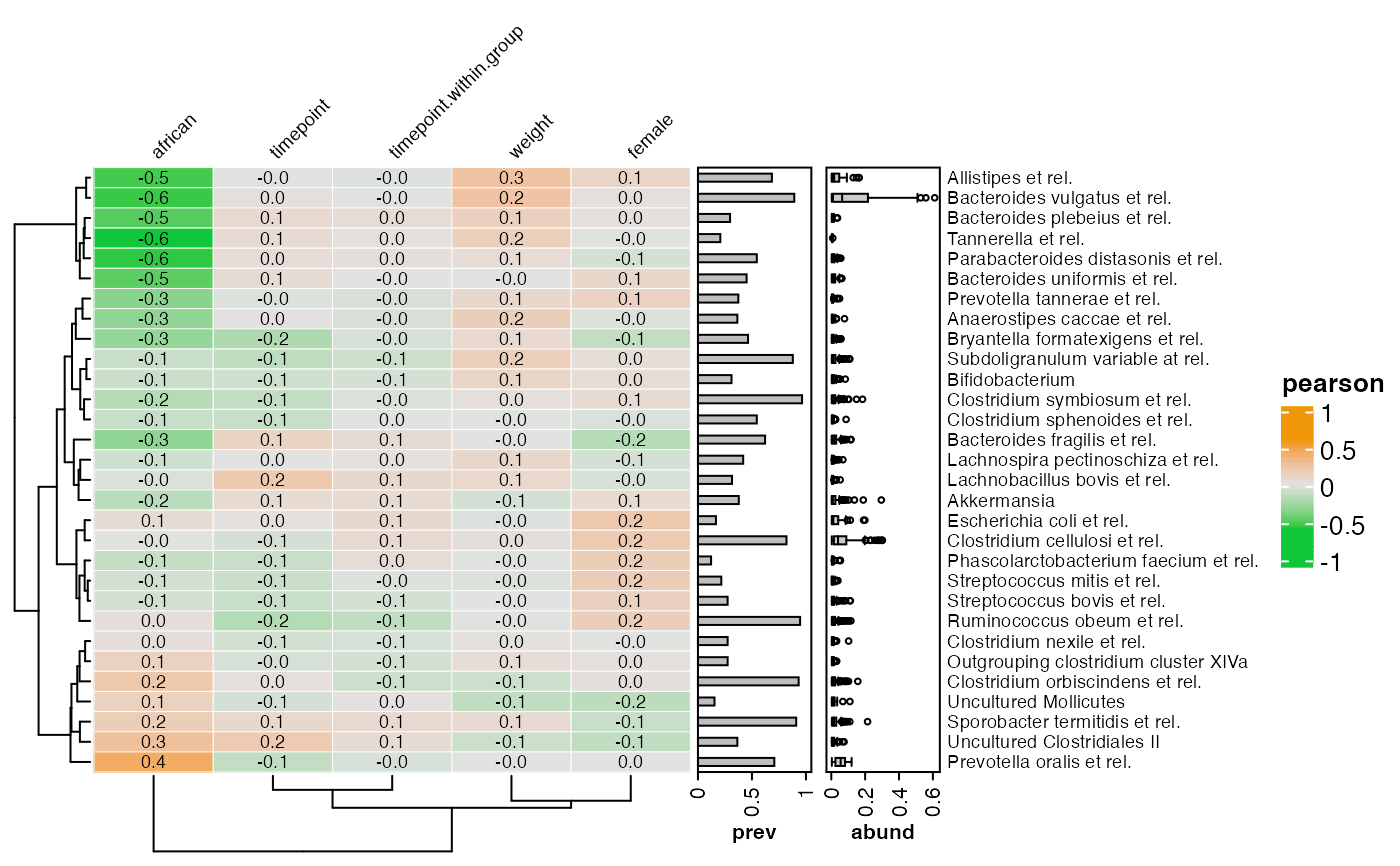 african timepoint timepoint.within.group weight female
-0.5 -0.0 -0.0 0.3 0.1 Allistipes et rel.
-0.6 0.0 -0.0 0.2 0.0 Bacteroides vulgatus et rel.
-0.5 0.1 0.0 0.1 0.0 Bacteroides plebeius et rel.
-0.6 0.1 0.0 0.2 -0.0 Tannerella et rel.
-0.6 0.0 0.0 0.1 -0.1 Parabacteroides distasonis et rel.
-0.5 0.1 -0.0 -0.0 0.1 Bacteroides uniformis et rel.
-0.3 -0.0 -0.0 0.1 0.1 Prevotella tannerae et rel.
-0.3 0.0 -0.0 0.2 -0.0 Anaerostipes caccae et rel.
-0.3 -0.2 -0.0 0.1 -0.1 Bryantella formatexigens et rel.
-0.1 -0.1 -0.1 0.2 0.0 Subdoligranulum variable at rel.
-0.1 -0.1 -0.1 0.1 0.0 Bifidobacterium
-0.2 -0.1 -0.0 0.0 0.1 Clostridium symbiosum et rel.
-0.1 -0.1 0.0 -0.0 -0.0 Clostridium sphenoides et rel.
-0.3 0.1 0.1 -0.0 -0.2 Bacteroides fragilis et rel.
-0.1 0.0 0.0 0.1 -0.1 Lachnospira pectinoschiza et rel.
-0.0 0.2 0.1 0.1 -0.0 Lachnobacillus bovis et rel.
-0.2 0.1 0.1 -0.1 0.1 Akkermansia
0.1 0.0 0.1 -0.0 0.2 Escherichia coli et rel.
-0.0 -0.1 0.1 0.0 0.2 Clostridium cellulosi et rel.
-0.1 -0.1 0.0 -0.0 0.2 Phascolarctobacterium faecium et rel.
-0.1 -0.1 -0.0 -0.0 0.2 Streptococcus mitis et rel.
-0.1 -0.1 -0.1 -0.0 0.1 Streptococcus bovis et rel.
0.0 -0.2 -0.1 -0.0 0.2 Ruminococcus obeum et rel.
0.0 -0.1 -0.1 0.0 -0.0 Clostridium nexile et rel.
0.1 -0.0 -0.1 0.1 0.0 Outgrouping clostridium cluster XIVa
0.2 0.0 -0.1 -0.1 0.0 Clostridium orbiscindens et rel.
0.1 -0.1 0.0 -0.1 -0.2 Uncultured Mollicutes
0.2 0.1 0.1 0.1 -0.1 Sporobacter termitidis et rel.
0.3 0.2 0.1 -0.1 -0.1 Uncultured Clostridiales II
0.4 -0.1 -0.0 -0.0 0.0 Prevotella oralis et rel.
0 0.5 1
prev
0 0.2 0.4 0.6
abund
pearson
1
0.5
0
-0.5
-1